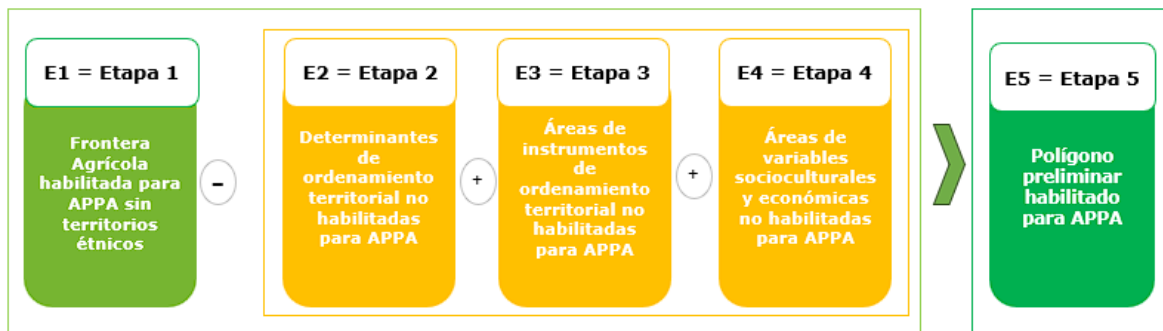 E1 = Etapa 1
Frontera
Agrícola
habilitada para
APPA sin
territorios
étnicos
-
E2 = Etapa 2
Determinantes
de
ordenamiento
territorial no
habilitadas
para APPA
+
E3 = Etapa 3
Áreas de
instrumentos
de
ordenamiento
territorial no
habilitadas
para APPA
+
E4 = Etapa 4
Áreas de
variables
socioculturales
y económicas
no habilitadas
para APPA
E5 = Etapa 5
Polígono
preliminar
habilitado
para APPA